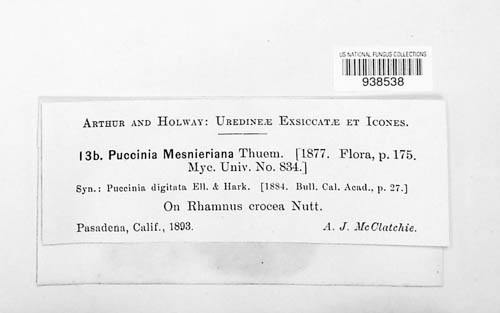 US NATIONAL FUNGUS COLLECTIONS
938538
ARTHUR AND HOLWAY: UREDINEÆ EXSICCATÆ ET ICONES.
13b. Puccinia Mesnieriana Thuem. [1877. Flora, p. 175.
Myc. Univ. No. 834.]
Syn.: Puccinia digitata Ell. & Hark. [1884. Bull. Cal. Acad., p. 27.]
On Rhamnus crocea Nutt.
Pasadena, Calif., 1893. A. J. McClatchie.